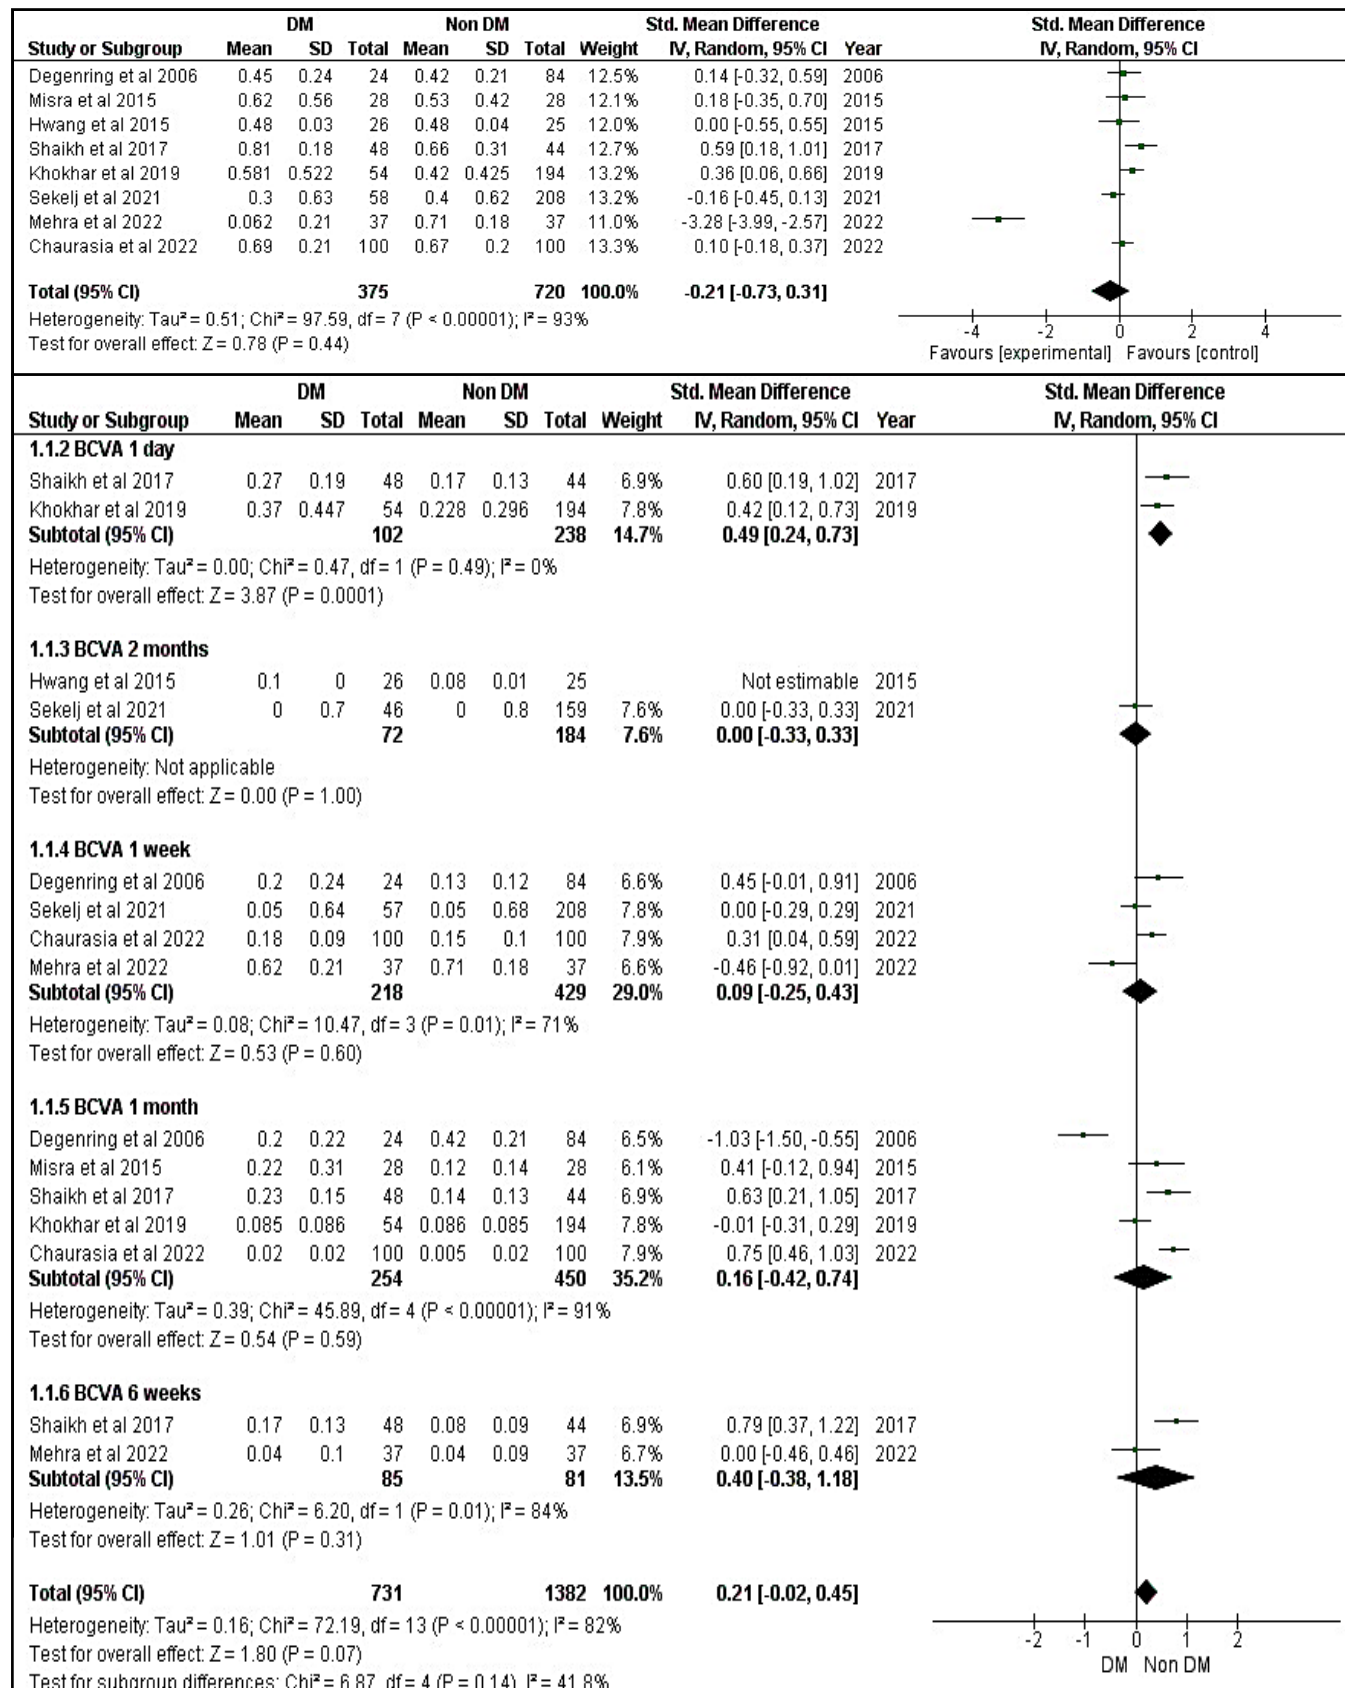 DM Non DM Std. Mean Difference Std. Mean Difference
Study or Subgroup Mean SD Total Mean SD Total Weight IV, Random, 95% CI Year IV, Random, 95% CI
Degenring et al 2006 0.45 0.24 24 0.42 0.21 84 12.5% 0.14 [-0.32, 0.59] 2006
Misra et al 2015 0.62 0.56 28 0.53 0.42 28 12.1% 0.18 [-0.35, 0.70] 2015
Hwang et al 2015 0.48 0.03 26 0.48 0.04 25 12.0% 0.00 [-0.55, 0.55] 2015
Shaikh et al 2017 0.81 0.18 48 0.66 0.31 44 12.7% 0.59 [0.18, 1.01] 2017
Khokhar et al 2019 0.581 0.522 54 0.42 0.425 194 13.2% 0.36 [0.06, 0.66] 2019
Sekelj et al 2021 0.3 0.63 58 0.4 0.62 208 13.2% -0.16 [-0.45, 0.13] 2021
Mehra et al 2022 0.062 0.21 37 0.71 0.18 37 11.0% -3.28 [-3.99, -2.57] 2022
Chaurasia et al 2022 0.69 0.21 100 0.67 0.2 100 13.3% 0.10 [-0.18, 0.37] 2022
Total (95% CI) 375 720 100.0% -0.21 [-0.73, 0.31]
Heterogeneity: Tau² = 0.51; Chi² = 97.59, df = 7 (P < 0.00001); I² = 93%
Test for overall effect: Z = 0.78 (P = 0.44)
-4 -2 0 2 4
Favours [experimental] Favours [control]
DM Non DM Std. Mean Difference Std. Mean Difference
Study or Subgroup Mean SD Total Mean SD Total Weight IV, Random, 95% CI Year IV, Random, 95% CI
1.1.2 BCVA 1 day
Shaikh et al 2017 0.27 0.19 48 0.17 0.13 44 6.9% 0.60 [0.19, 1.02] 2017
Khokhar et al 2019 0.37 0.447 54 0.228 0.296 194 7.8% 0.42 [0.12, 0.73] 2019
Subtotal (95% CI) 102 238 14.7% 0.49 [0.24, 0.73]
Heterogeneity: Tau² = 0.00; Chi² = 0.47, df = 1 (P = 0.49); I² = 0%
Test for overall effect: Z = 3.87 (P = 0.0001)
1.1.3 BCVA 2 months
Hwang et al 2015 0.1 0 26 0.08 0.01 25 Not estimable 2015
Sekelj et al 2021 0 0.7 46 0 0.8 159 7.6% 0.00 [-0.33, 0.33] 2021
Subtotal (95% CI) 72 184 7.6% 0.00 [-0.33, 0.33]
Heterogeneity: Not applicable
Test for overall effect: Z = 0.00 (P = 1.00)
1.1.4 BCVA 1 week
Degenring et al 2006 0.2 0.24 24 0.13 0.12 84 6.6% 0.45 [-0.01, 0.91] 2006
Sekelj et al 2021 0.05 0.64 57 0.05 0.68 208 7.8% 0.00 [-0.29, 0.29] 2021
Chaurasia et al 2022 0.18 0.09 100 0.15 0.1 100 7.9% 0.31 [0.04, 0.59] 2022
Mehra et al 2022 0.62 0.21 37 0.71 0.18 37 6.6% -0.46 [-0.92, 0.01] 2022
Subtotal (95% CI) 218 429 29.0% 0.09 [-0.25, 0.43]
Heterogeneity: Tau² = 0.08; Chi² = 10.47, df = 3 (P = 0.01); I² = 71%
Test for overall effect: Z = 0.53 (P = 0.60)
1.1.5 BCVA 1 month
Degenring et al 2006 0.2 0.22 24 0.42 0.21 84 6.5% -1.03 [-1.50, -0.55] 2006
Misra et al 2015 0.22 0.31 28 0.12 0.14 28 6.1% 0.41 [-0.12, 0.94] 2015
Shaikh et al 2017 0.23 0.15 48 0.14 0.13 44 6.9% 0.63 [0.21, 1.05] 2017
Khokhar et al 2019 0.085 0.086 54 0.086 0.085 194 7.8% -0.01 [-0.31, 0.29] 2019
Chaurasia et al 2022 0.02 0.02 100 0.005 0.02 100 7.9% 0.75 [0.46, 1.03] 2022
Subtotal (95% CI) 254 450 35.2% 0.16 [-0.42, 0.74]
Heterogeneity: Tau² = 0.39; Chi² = 45.89, df = 4 (P < 0.00001); I² = 91%
Test for overall effect: Z = 0.54 (P = 0.59)
1.1.6 BCVA 6 weeks
Shaikh et al 2017 0.17 0.13 48 0.08 0.09 44 6.9% 0.79 [0.37, 1.22] 2017
Mehra et al 2022 0.04 0.1 37 0.04 0.09 37 6.7% 0.00 [-0.46, 0.46] 2022
Subtotal (95% CI) 85 81 13.5% 0.40 [-0.38, 1.18]
Heterogeneity: Tau² = 0.26; Chi² = 6.20, df = 1 (P = 0.01); I² = 84%
Test for overall effect: Z = 1.01 (P = 0.31)
Total (95% CI) 731 1382 100.0% 0.21 [-0.02, 0.45]
Heterogeneity: Tau² = 0.16; Chi² = 72.19, df = 13 (P < 0.00001); I² = 82%
Test for overall effect: Z = 1.80 (P = 0.07)
Test for subgroup differences: Chi² = 6.87, df = 4 (P = 0.14), I² = 41.8%
-2 -1 0 1 2
DM Non DM